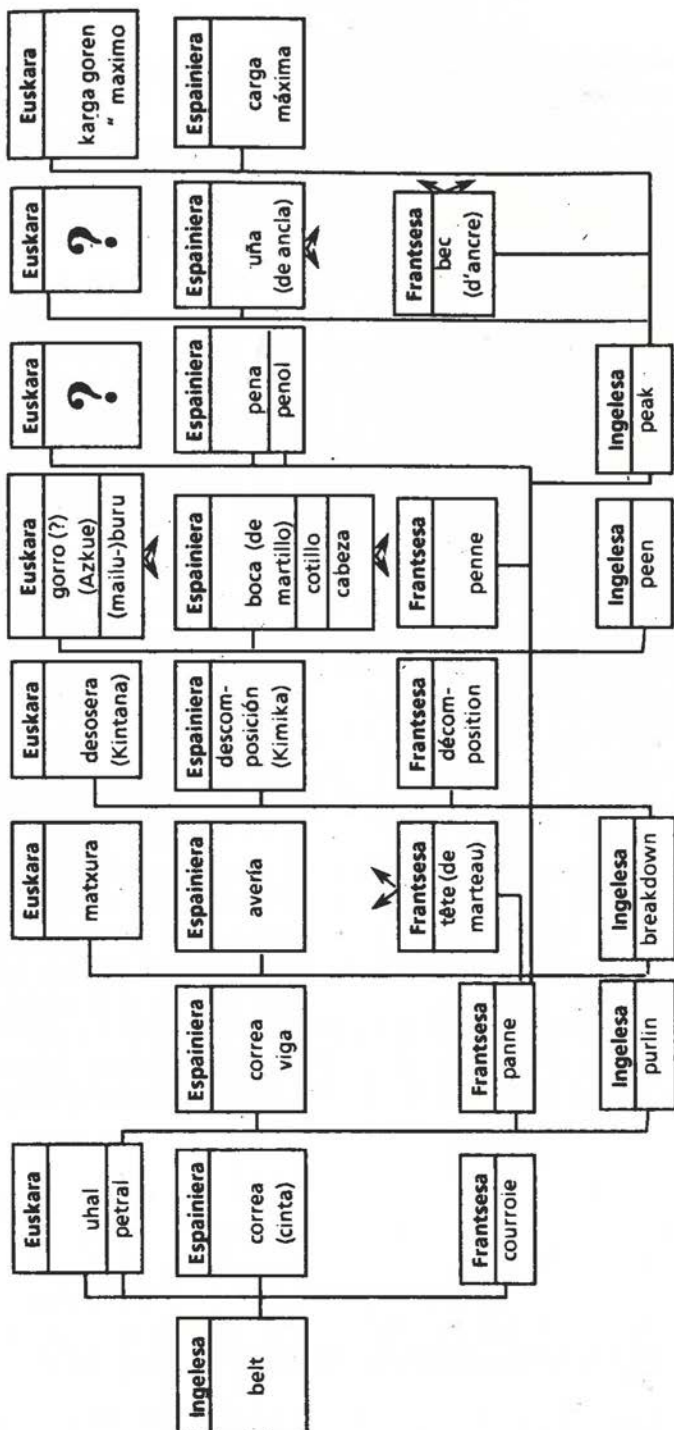 Euskara
uhal
petral
Euskara
matxura
Euskara
desosera
(Kintana)
Euskara
gorro (?)
(Azkue)
(mailu-)buru
Euskara
?
Euskara
?
Euskara
karga goren
" maximo
Ingelesa
belt
Espainiera
correa
(cinta)
Espainiera
correa
viga
Espainiera
avería
Espainiera
descom-
posición
(Kimika)
Espainiera
boca (de
martillo)
cotillo
cabeza
Espainiera
pena
penol
Espainiera
uña
(de ancla)
Espainiera
carga
máxima
Frantsesa
courroie
Frantsesa
panne
Frantsesa
tête (de
marteau)
Frantsesa
décom-
position
Frantsesa
penne
Frantsesa
bec
(d'ancre)
Ingelesa
purlin
Ingelesa
breakdown
Ingelesa
peen
Ingelesa
peak